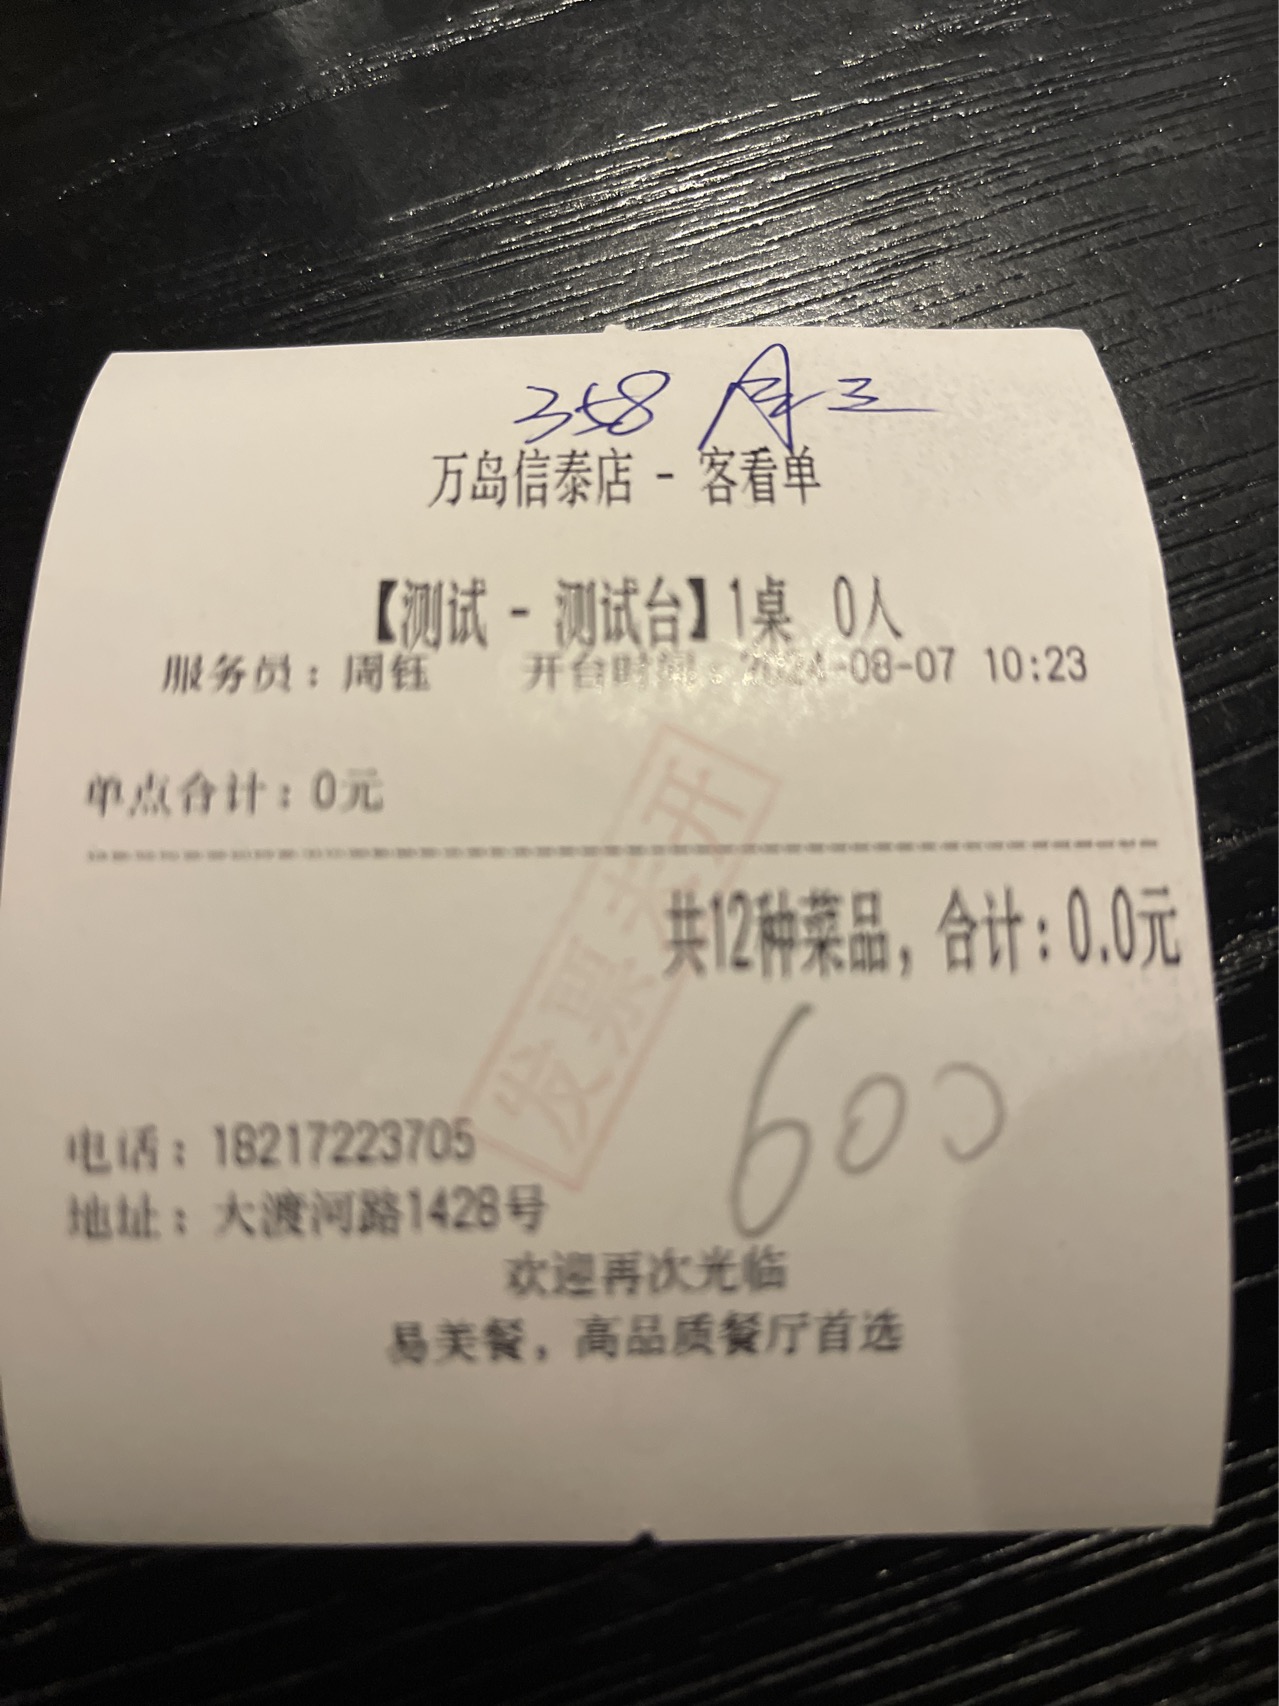 358
万岛信泰店 - 客看单
【测试 - 测试台】1桌 0人
服务员：周钰 开台时间：2024-08-07 10:23
单点合计：0元
共12种菜品，合计：0.0元
发票未开
600
电话：18217223705
地址：大渡河路1428号
欢迎再次光临
易美餐，高品质餐厅首选